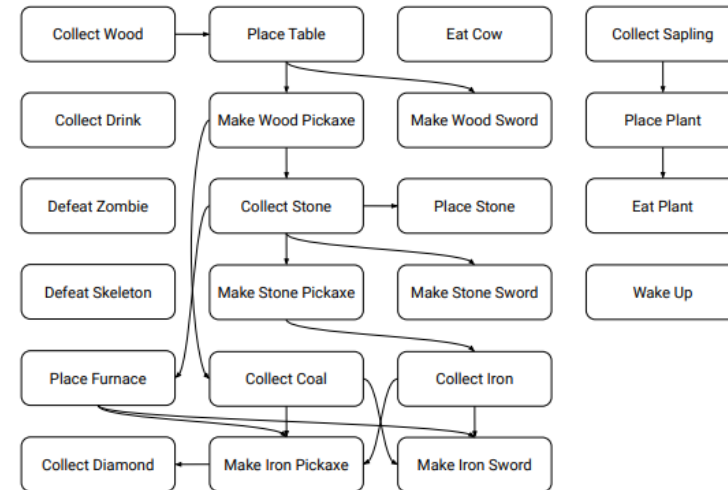 Collect Wood
Place Table
Eat Cow
Collect Sapling
Collect Drink
Make Wood Pickaxe
Make Wood Sword
Place Plant
Defeat Zombie
Collect Stone
Place Stone
Eat Plant
Defeat Skeleton
Make Stone Pickaxe
Make Stone Sword
Wake Up
Place Furnace
Collect Coal
Collect Iron
Collect Diamond
Make Iron Pickaxe
Make Iron Sword